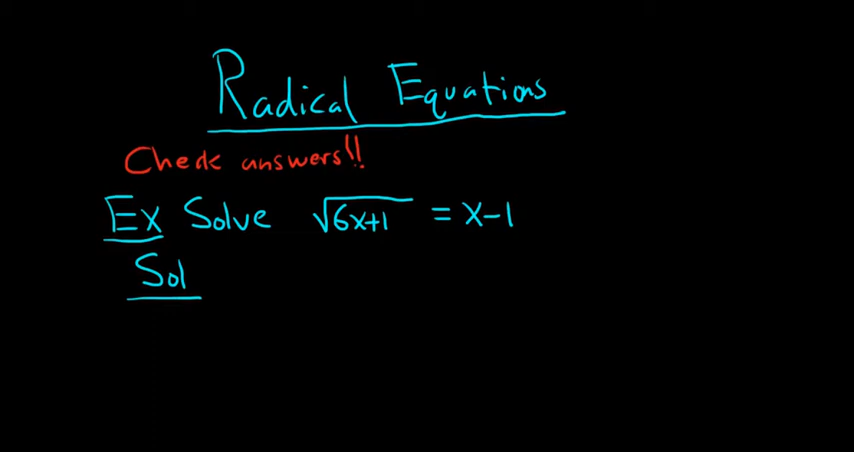 Radical Equations
Check answers!!
Ex Solve √6x+1 = x-1
Sol